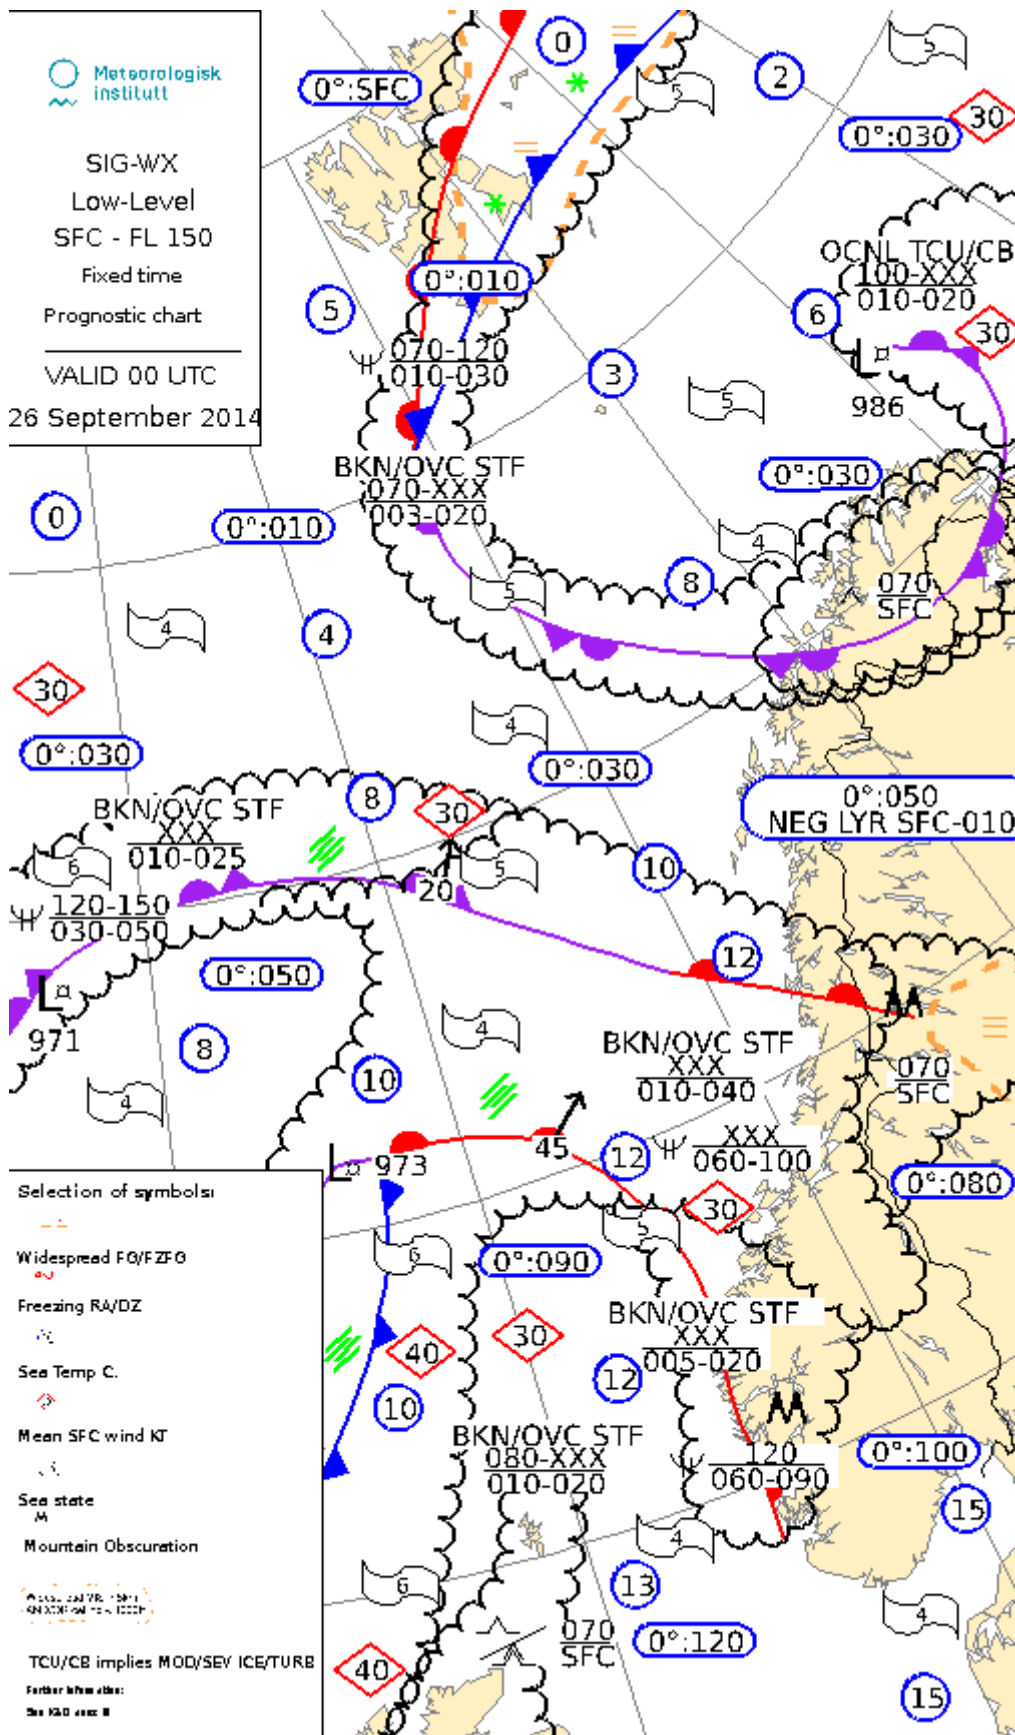 Meteorologisk
institutt
SIG-WX
Low-Level
SFC - FL 150
Fixed time
Prognostic chart
VALID 00 UTC
26 September 2014
0°:SFC
0
2
5
5
30
0°:030
0°:010
5
OCNL TCU/CB
100-XXX
010-020
6
30
070-120
010-030
3
5
L
986
BKN/OVC STF
070-XXX
003-020
0°:030
0
0°:010
4
8
5
070
SFC
4
4
30
4
0°:030
0°:030
8
30
0°:050
NEG LYR SFC-010
BKN/OVC STF
XXX
010-025
6
5
10
20
120-150
030-050
12
0°:050
L
971
8
4
BKN/OVC STF
XXX
010-040
070
SFC
10
4
45
12
XXX
060-100
L
973
0°:080
30
5
6
0°:090
BKN/OVC STF
XXX
005-020
30
40
12
10
BKN/OVC STF
080-XXX
010-020
120
060-090
0°:100
15
4
6
13
4
070
SFC
0°:120
40
15
Selection of symbols:
Widespread FG/FZFG
Freezing RA/DZ
Sea Temp C.
Mean SFC wind KT
Sea state
Mountain Obscuration
TCU/CB implies MOD/SEV ICE/TURB
Further information: